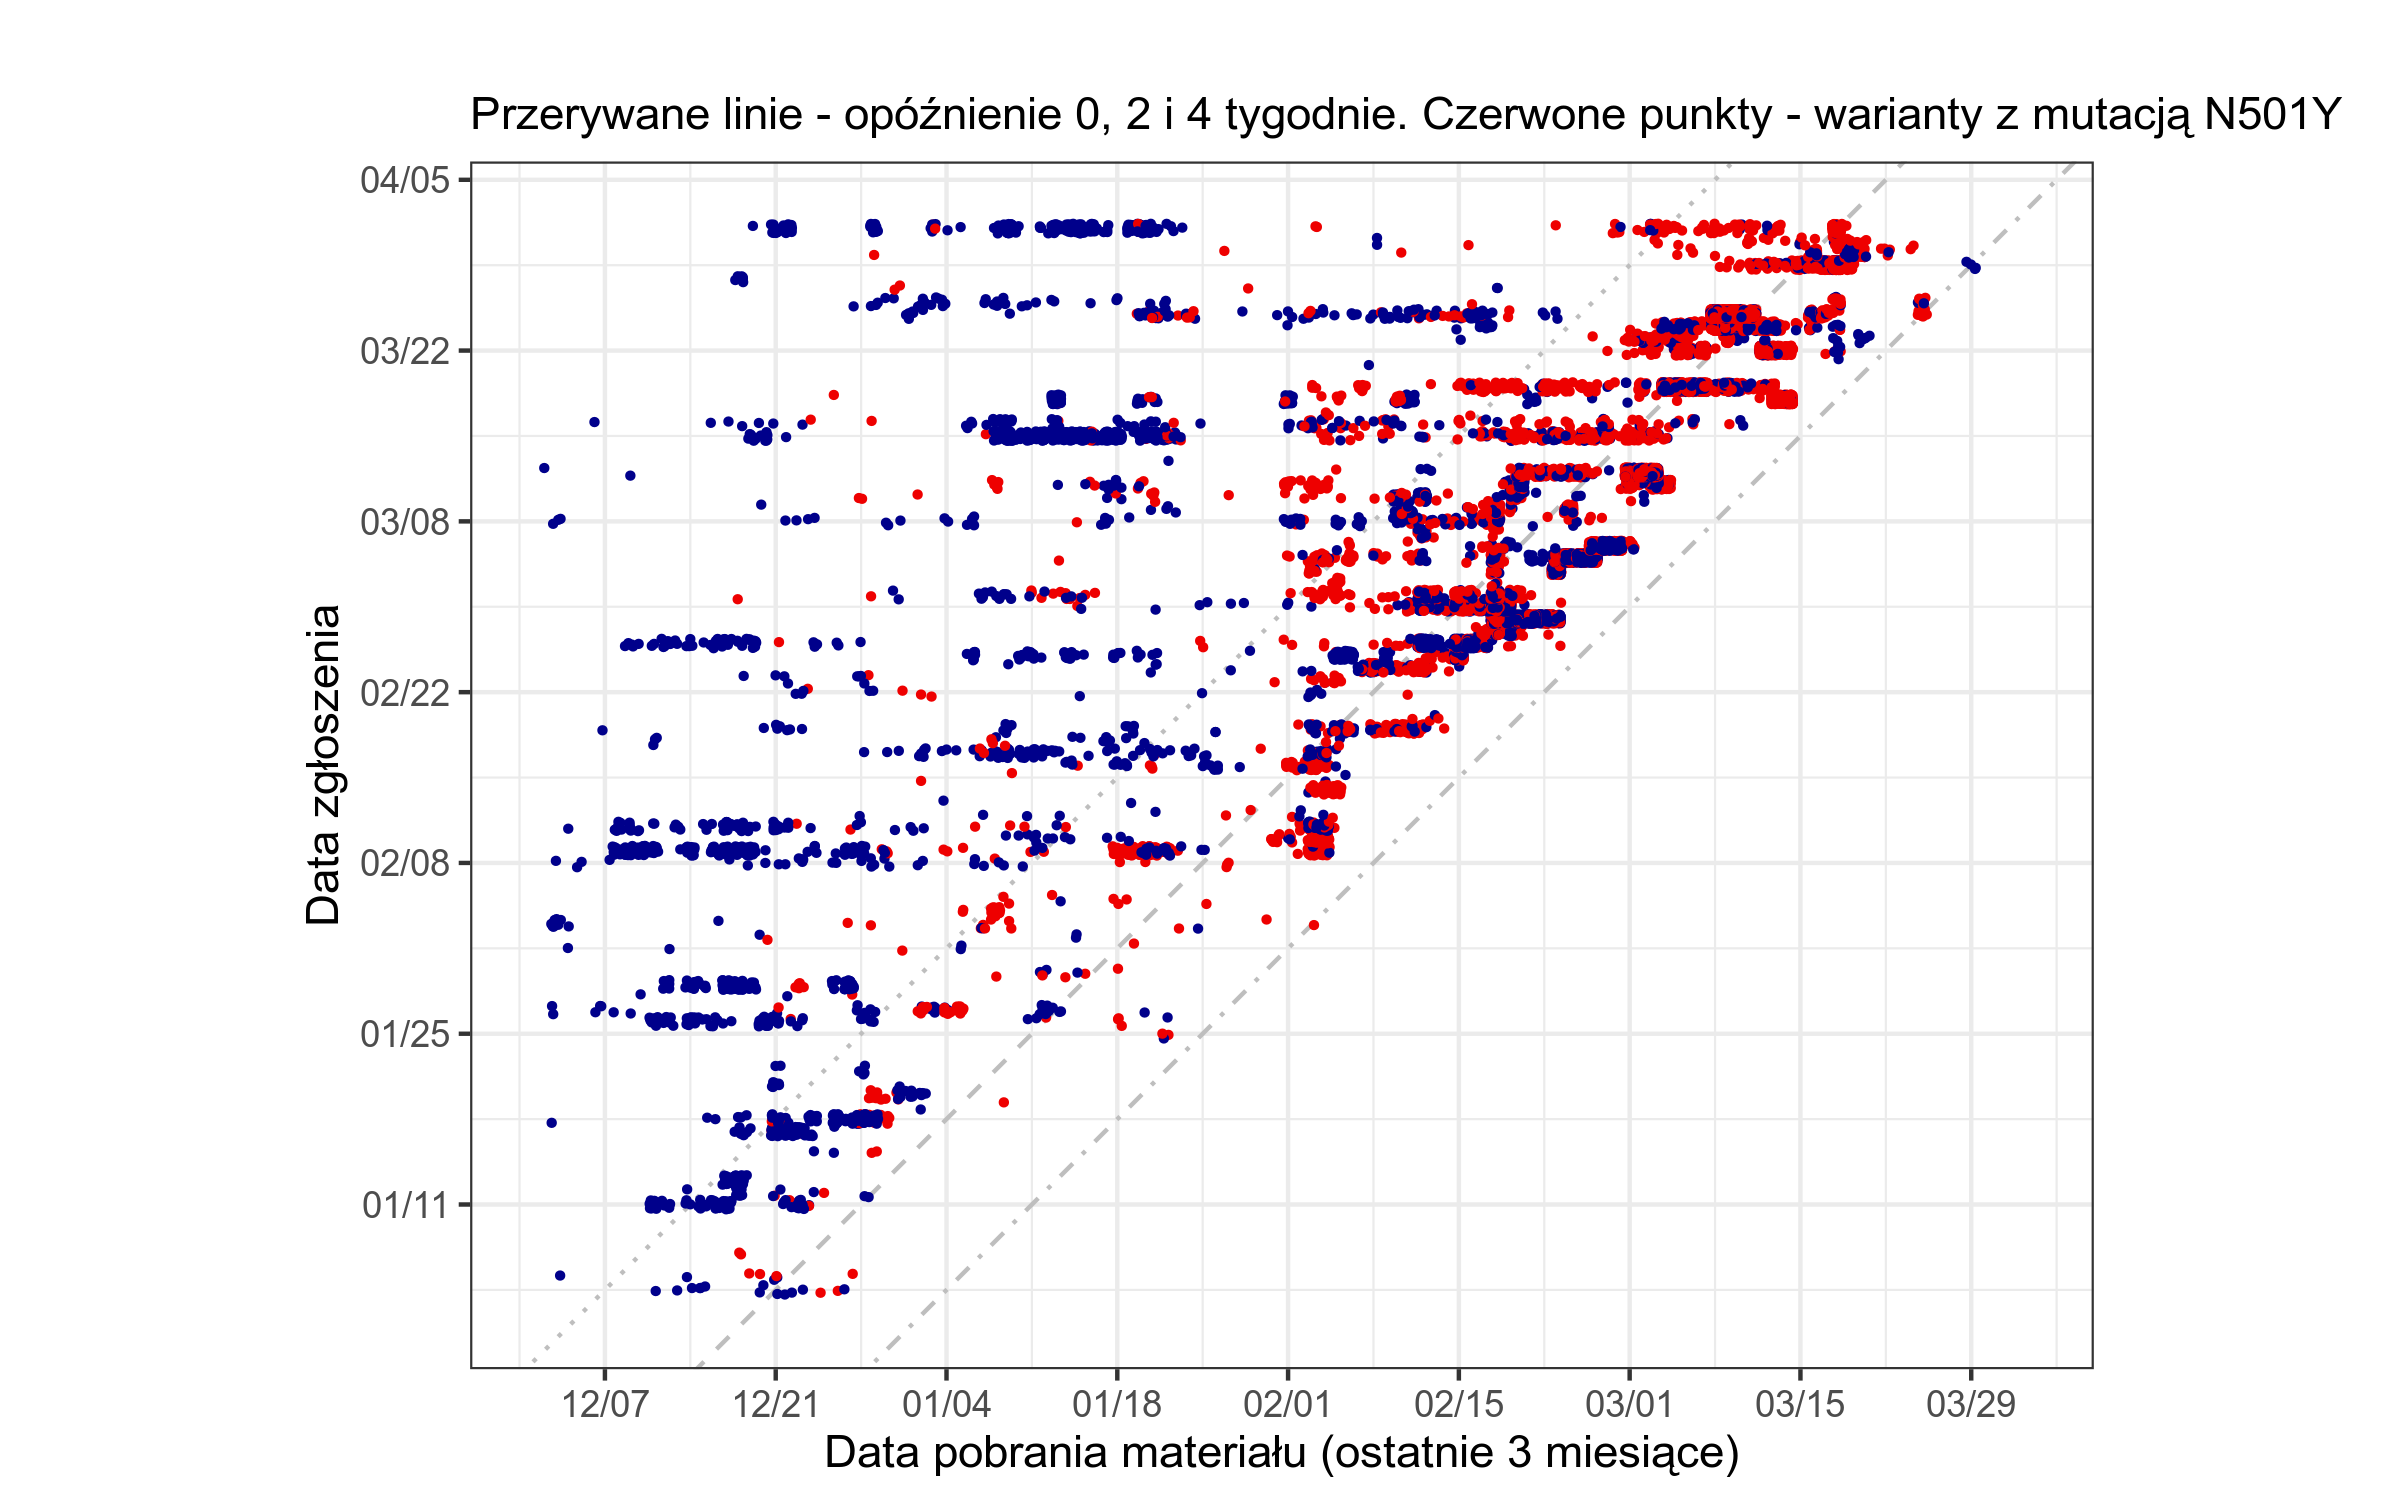 Przerywane linie - opóźnienie 0, 2 i 4 tygodnie. Czerwone punkty - warianty z mutacją N501Y
Data zgłoszenia
04/05
03/22
03/08
02/22
02/08
01/25
01/11
12/07 12/21 01/04 01/18 02/01 02/15 03/01 03/15 03/29
Data pobrania materiału (ostatnie 3 miesiące)